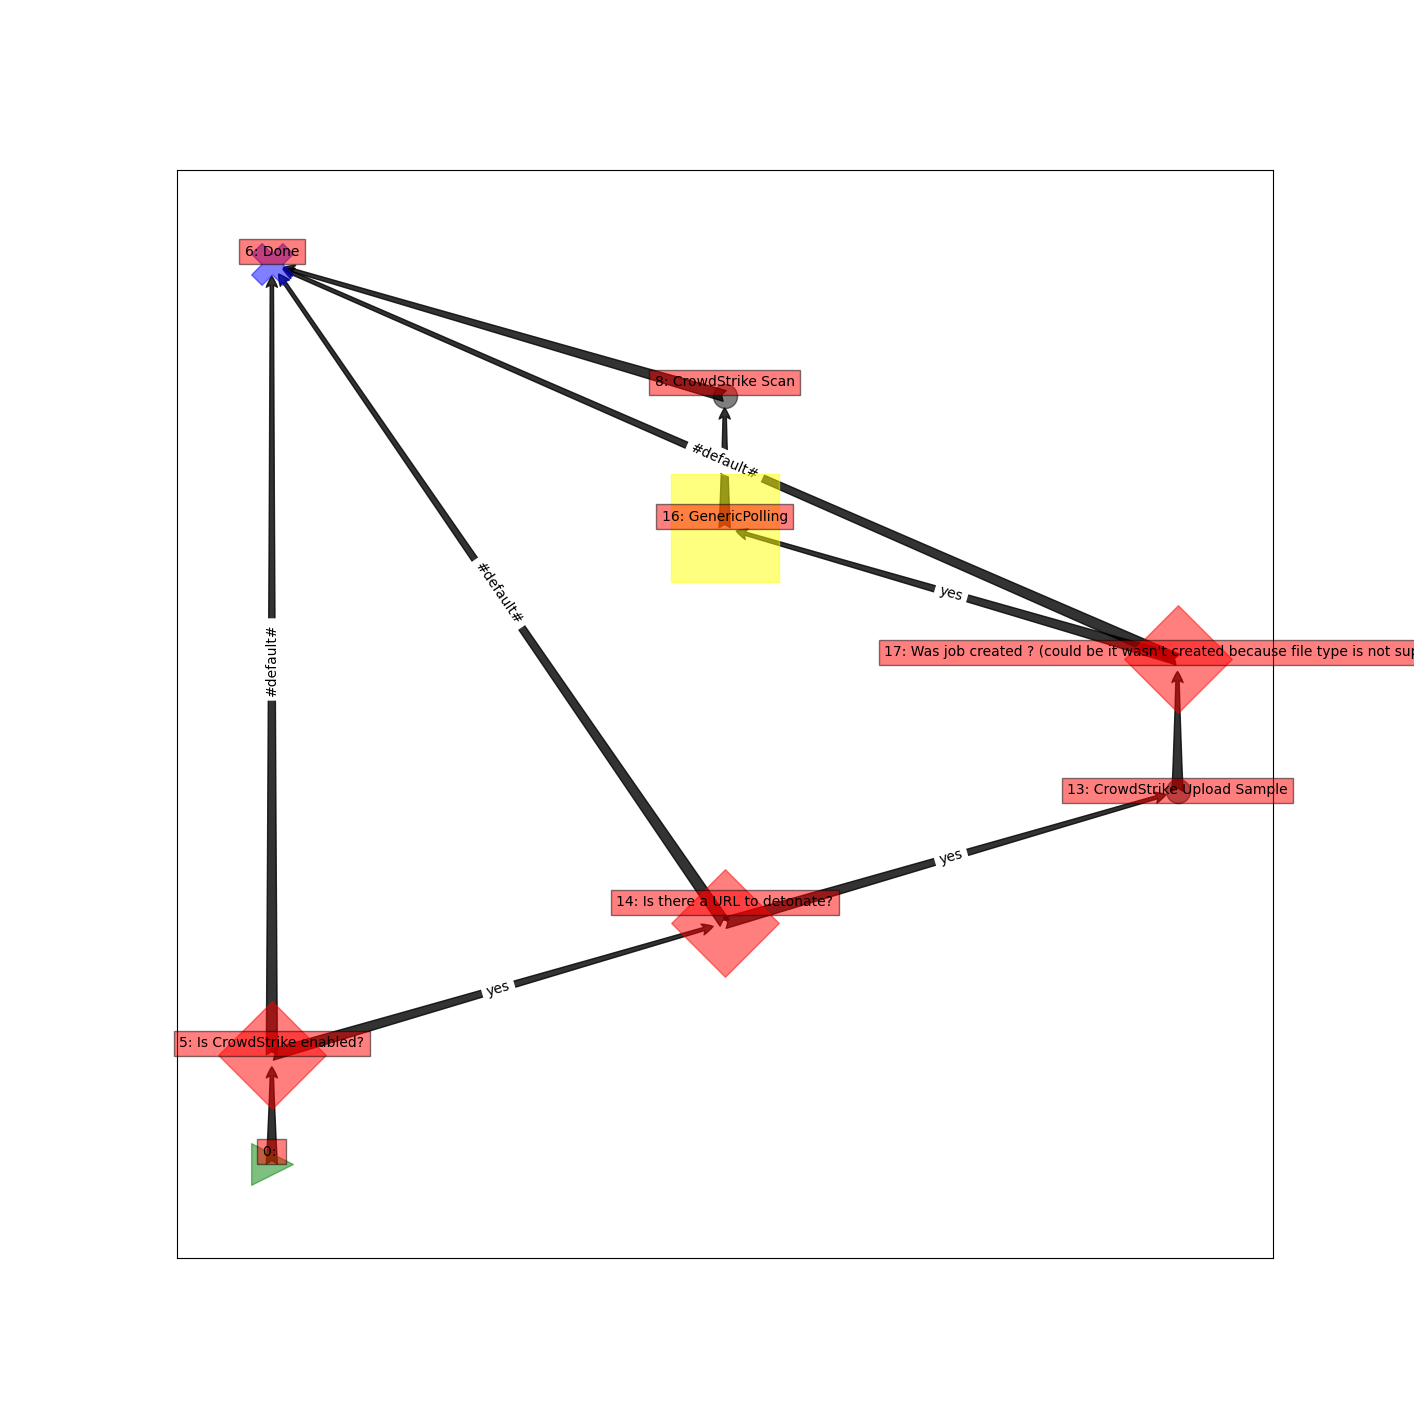 6: Done
8: CrowdStrike Scan
#default#
16: GenericPolling
yes
#default#
#default#
17: Was job created ? (could be it wasn't created because file type is not
13: CrowdStrike Upload Sample
yes
14: Is there a URL to detonate?
yes
5: Is CrowdStrike enabled?
0: